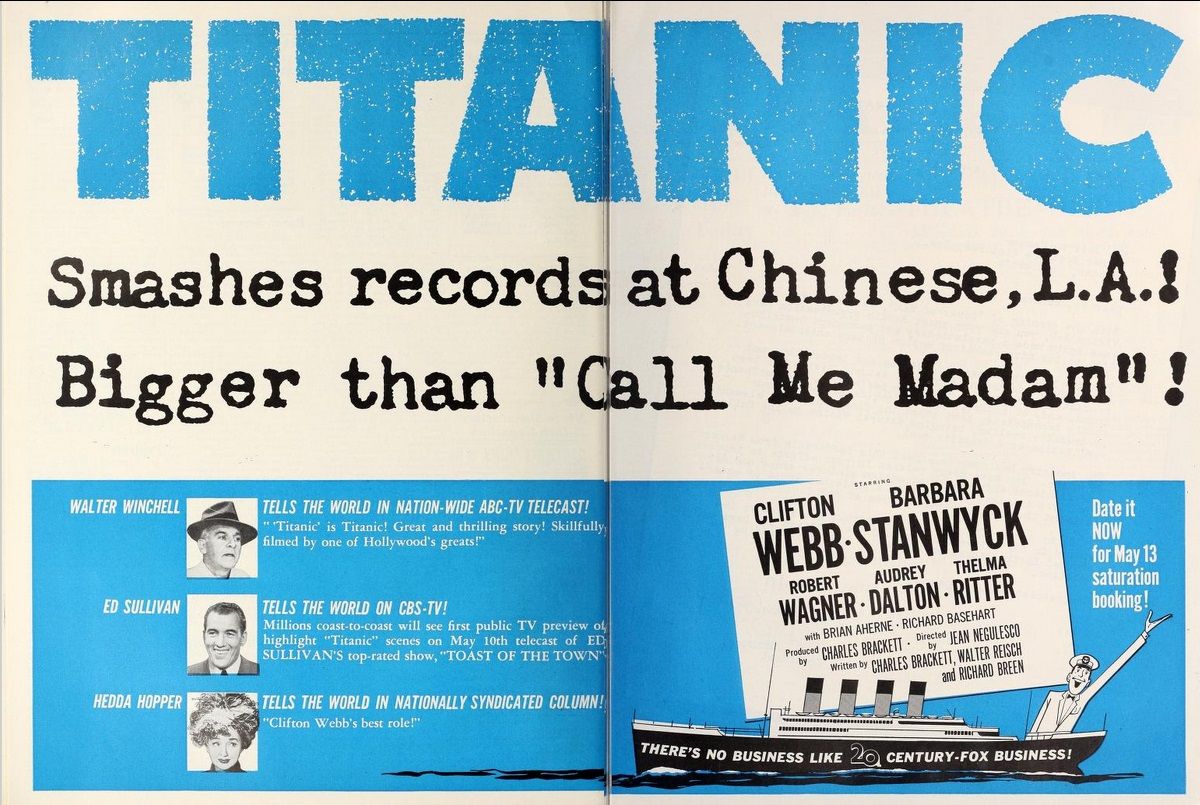 TITANIC
Smashes records at Chinese, L.A.!
Bigger than "Call Me Madam"!
WALTER WINCHELL
TELLS THE WORLD IN NATION-WIDE ABC-TV TELECAST!
" 'Titanic' is Titanic! Great and thrilling story! Skillfully
filmed by one of Hollywood's greats!"
ED SULLIVAN
TELLS THE WORLD ON CBS-TV!
Millions coast-to-coast will see first public TV preview of
highlight "Titanic" scenes on May 10th telecast of ED
SULLIVAN'S top-rated show, "TOAST OF THE TOWN"
HEDDA HOPPER
TELLS THE WORLD IN NATIONALLY SYNDICATED COLUMN!
"Clifton Webb's best role!"
STARRING
CLIFTON BARBARA
WEBB · STANWYCK
ROBERT AUDREY THELMA
WAGNER · DALTON · RITTER
with BRIAN AHERNE · RICHARD BASEHART
Produced by CHARLES BRACKETT · Directed by JEAN NEGULESCO
Written by CHARLES BRACKETT, WALTER REISCH
and RICHARD BREEN
Date it
NOW
for May 13
saturation
booking!
THERE'S NO BUSINESS LIKE 20 CENTURY-FOX BUSINESS!